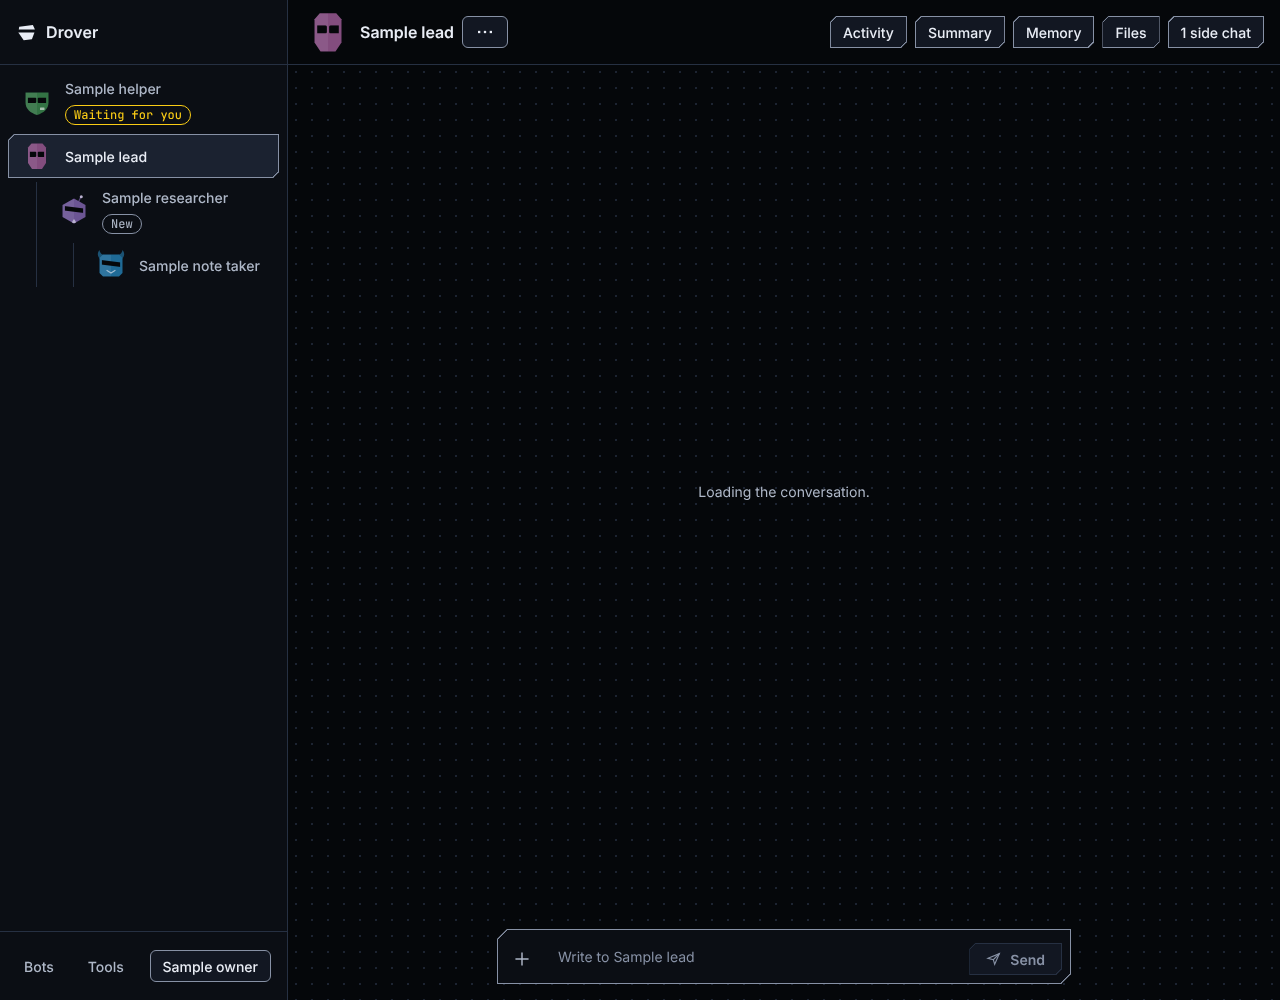 Drover
Sample helper
Waiting for you
Sample lead
Sample researcher
New
Sample note taker
Bots
Tools
Sample owner
Sample lead
Activity
Summary
Memory
Files
1 side chat
Loading the conversation.
Write to Sample lead
Send